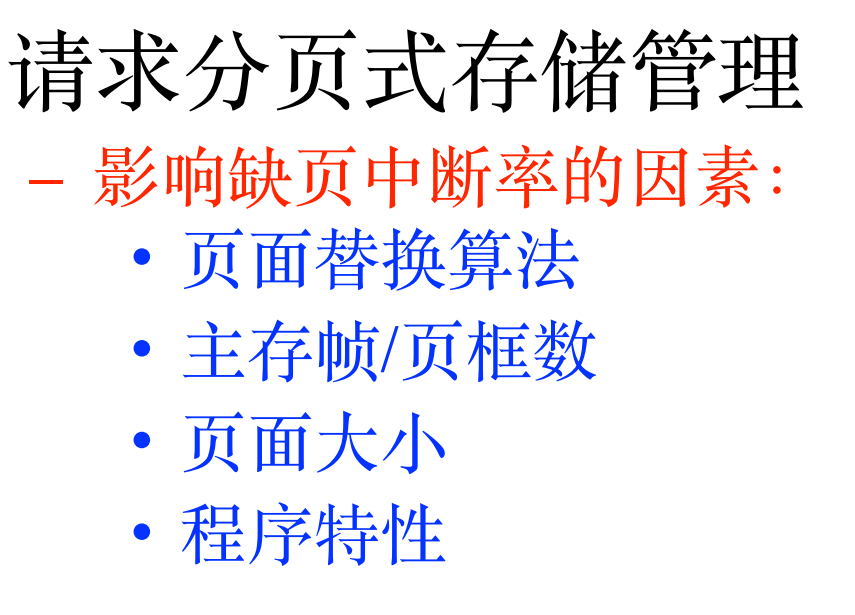 请求分页式存储管理
– 影响缺页中断率的因素：
• 页面替换算法
• 主存帧/页框数
• 页面大小
• 程序特性